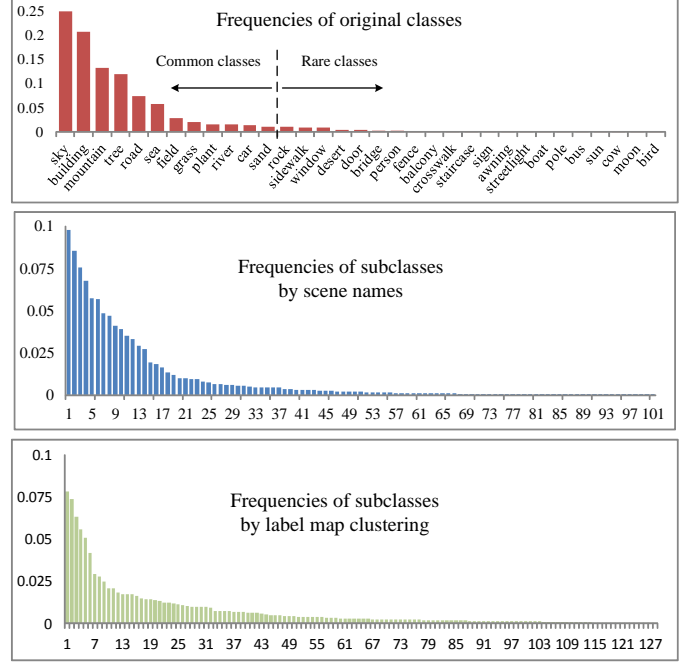 Frequencies of original classes
0.25
0.2
0.15
0.1
0.05
0
Common classes
Rare classes
sky building mountain tree road sea field grass plant river car sand rock sidewalk window desert door bridge person fence balcony crosswalk staircase sign awning streetlight boat pole bus sun cow moon bird
0.1
0.075
0.05
0.025
0
Frequencies of subclasses
by scene names
1 5 9 13 15 21 25 29 33 37 41 45 49 53 57 61 65 69 73 77 81 85 89 93 97 101
0.1
0.075
0.05
0.025
0
Frequencies of subclasses
by label map clustering
1 7 13 19 25 31 37 43 49 55 61 67 73 79 85 91 97 103 109 115 121 127